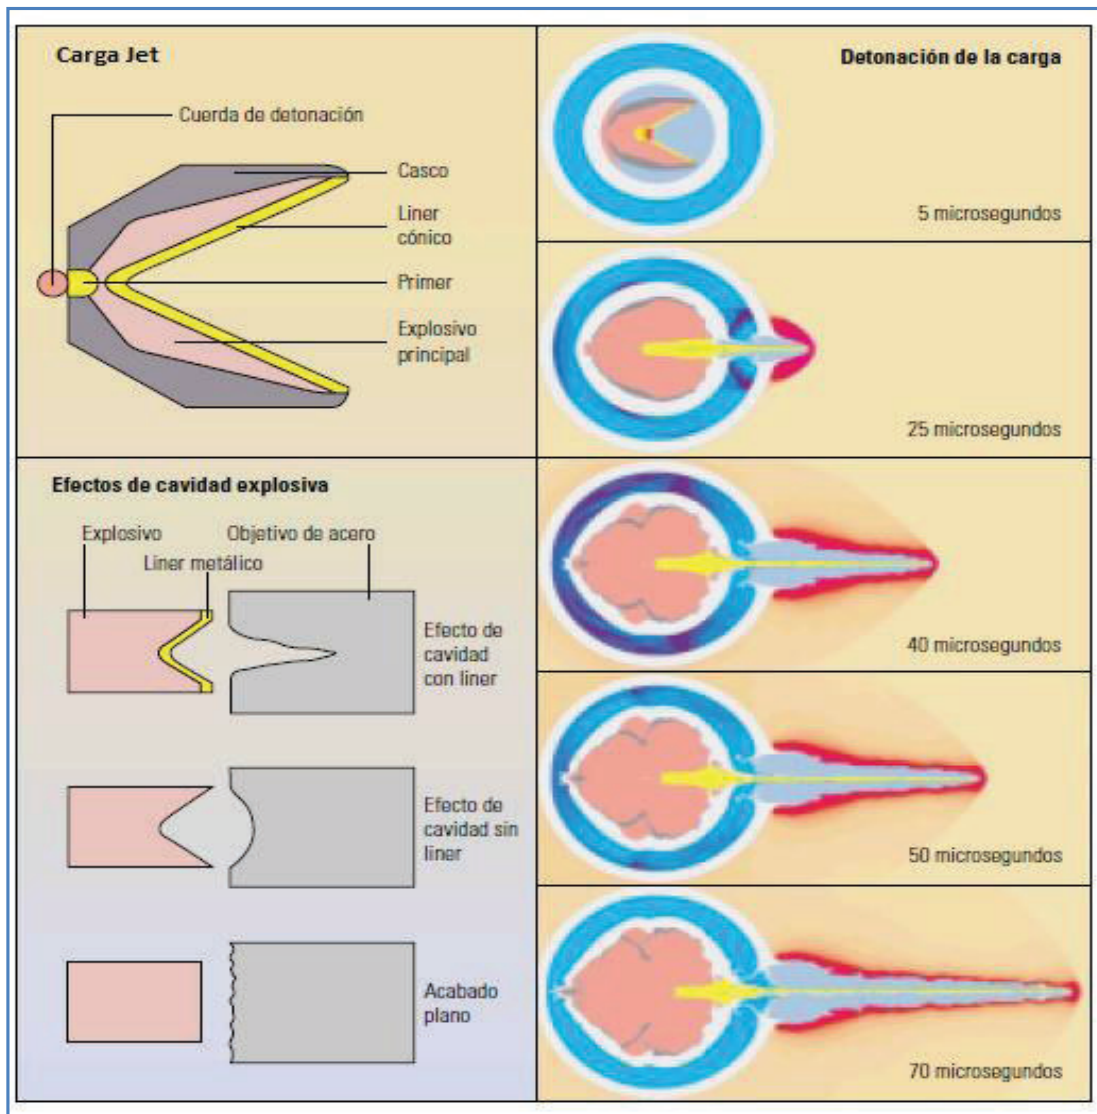 Carga Jet
Cuerda de detonación
Casco
Liner
cónico
Primer
Explosivo
principal
Efectos de cavidad explosiva
Explosivo
Objetivo de acero
Liner metálico
Efecto de
cavidad
con liner
Efecto de
cavidad sin
liner
Acabado
plano
Detonación de la carga
5 microsegundos
25 microsegundos
40 microsegundos
50 microsegundos
70 microsegundos